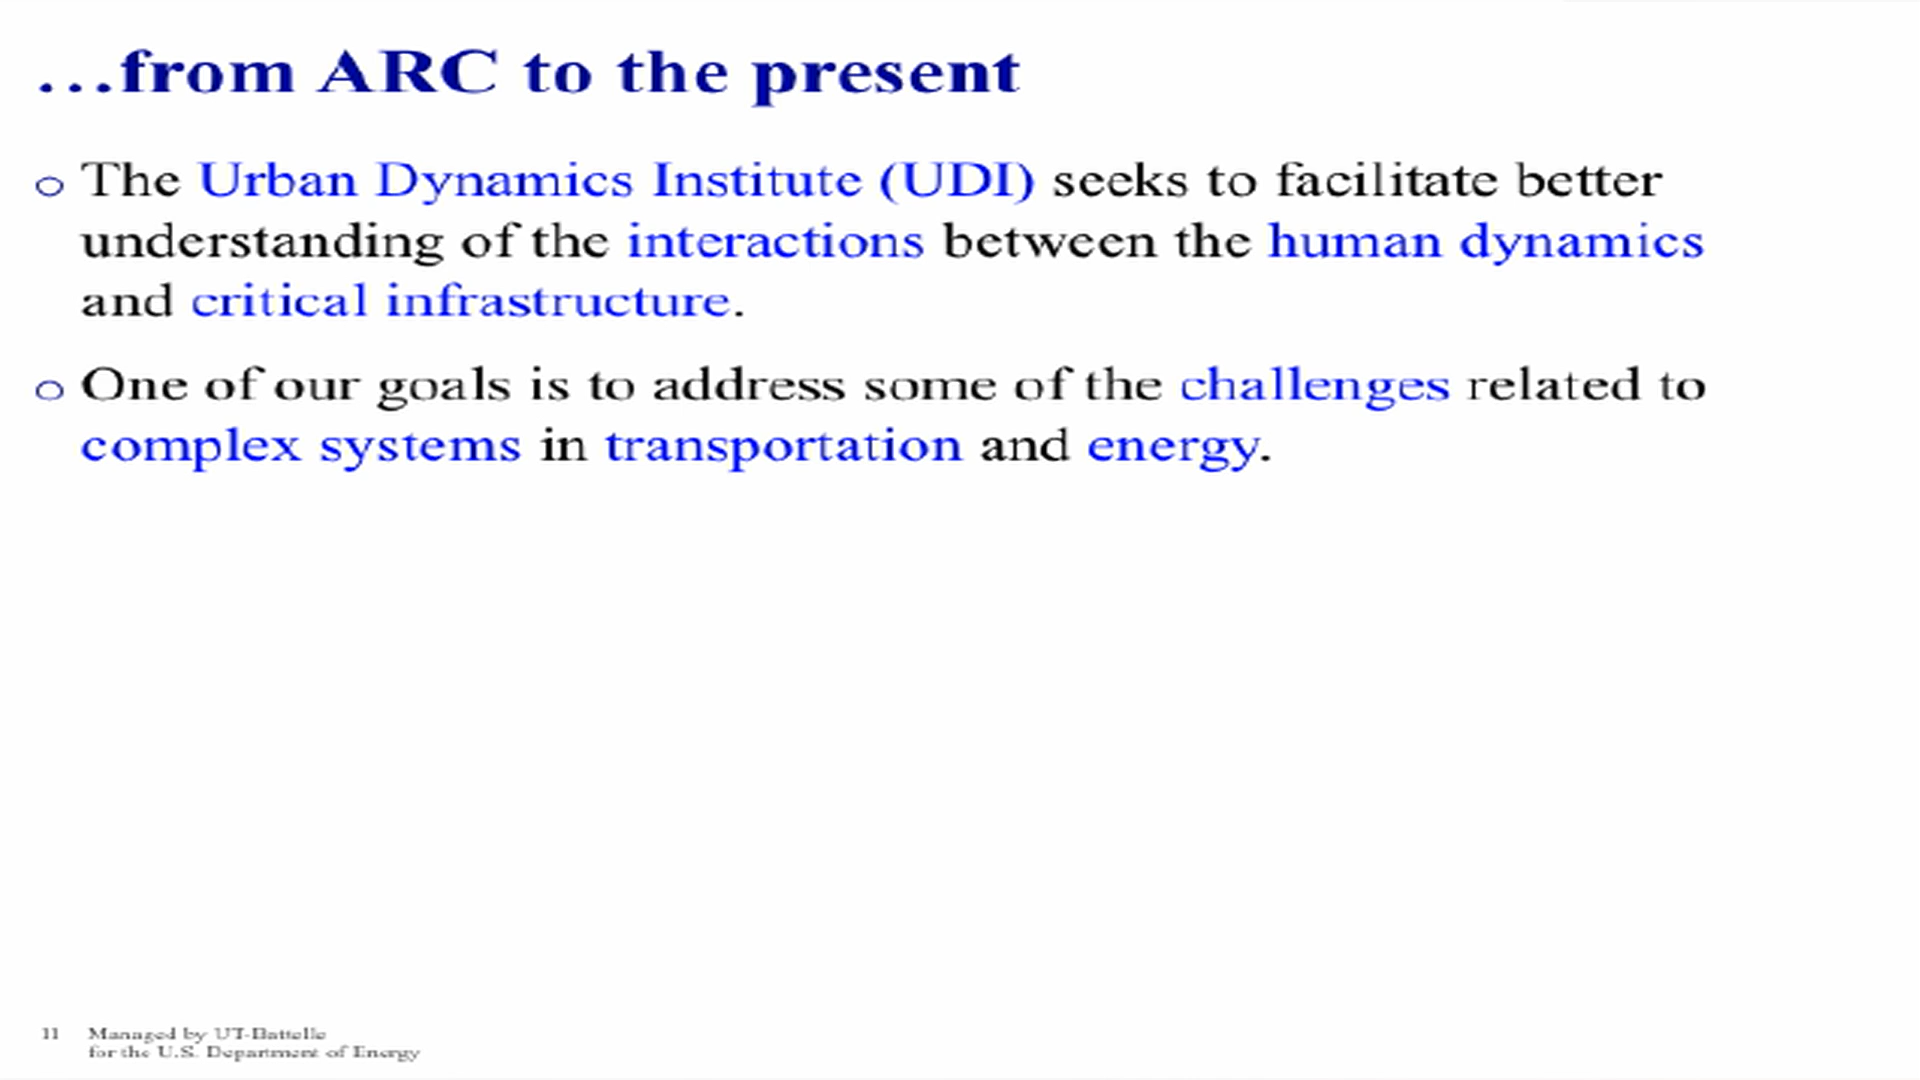 ...from ARC to the present
o The Urban Dynamics Institute (UDI) seeks to facilitate better
understanding of the interactions between the human dynamics
and critical infrastructure.
o One of our goals is to address some of the challenges related to
complex systems in transportation and energy.
11 Managed by UT-Battelle
for the U.S. Department of Energy